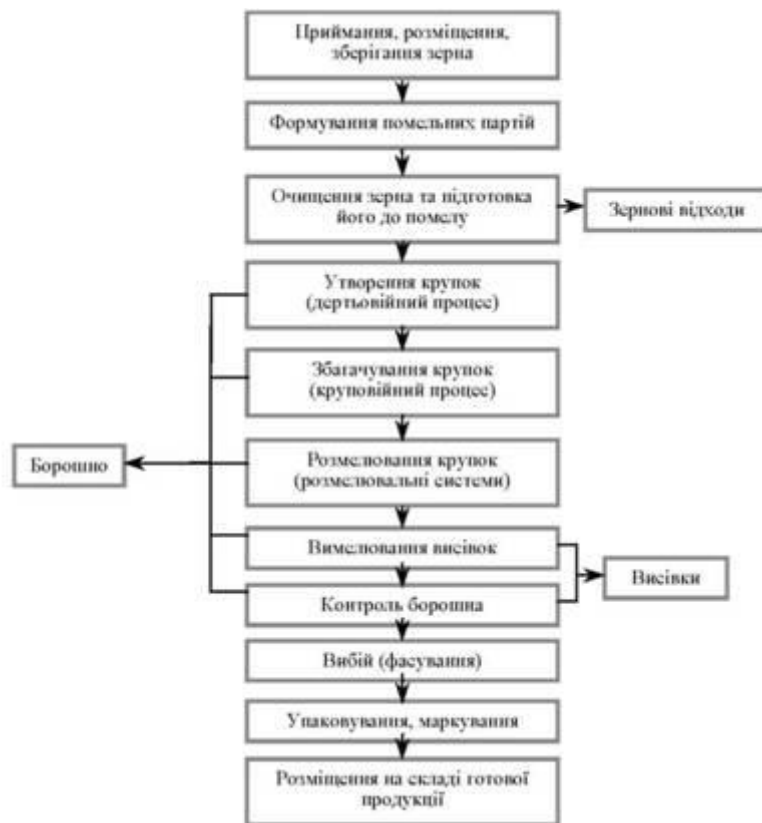 Приймання, розміщення,
зберігання зерна
Формування помельних партій
Очищення зерна та підготовка
його до помелу
Зернові відходи
Утворення крупок
(дертьовійний процес)
Збагачування крупок
(круповійний процес)
Борошно
Розмелювання крупок
(розмелювальні системи)
Вимелювання висівок
Висівки
Контроль борошна
Вибій (фасування)
Упаковування, маркування
Розміщення на складі готової
продукції